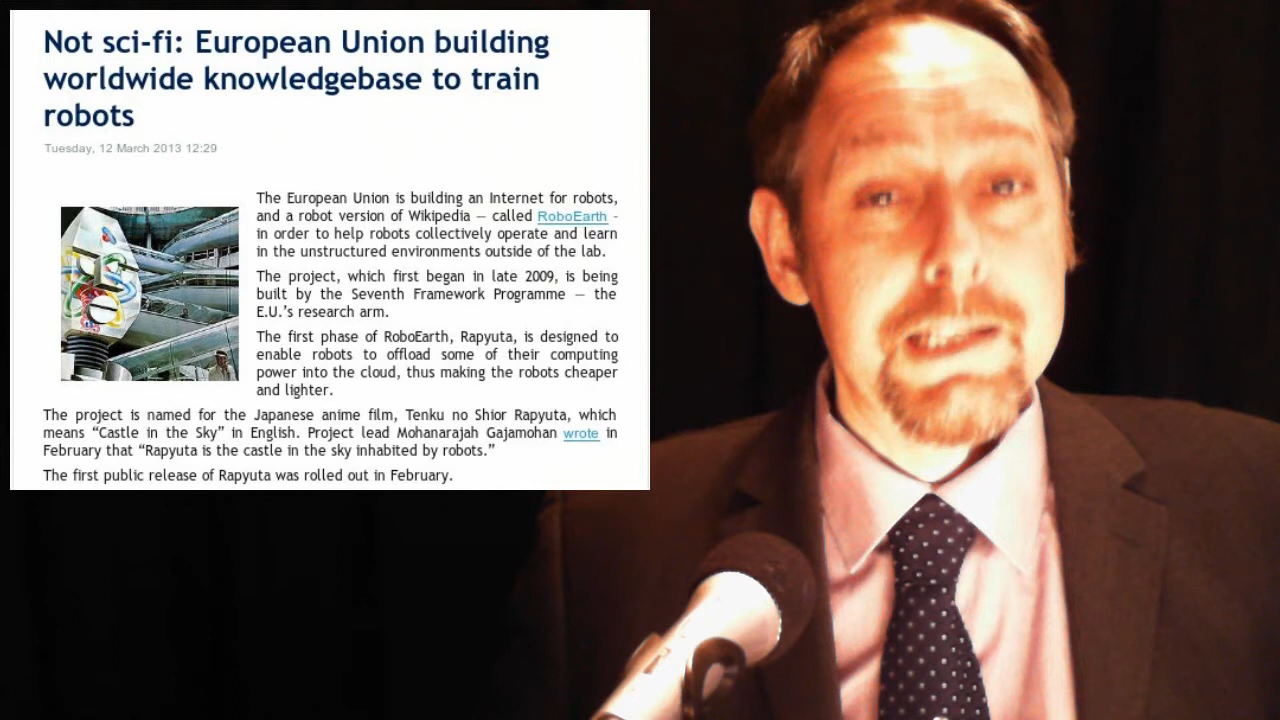 Not sci-fi: European Union building
worldwide knowledgebase to train
robots
Tuesday, 12 March 2013 12:29
The European Union is building an Internet for robots,
and a robot version of Wikipedia — called RoboEarth -
in order to help robots collectively operate and learn
in the unstructured environments outside of the lab.
The project, which first began in late 2009, is being
built by the Seventh Framework Programme — the
E.U.’s research arm.
The first phase of RoboEarth, Rapyuta, is designed to
enable robots to offload some of their computing
power into the cloud, thus making the robots cheaper
and lighter.
The project is named for the Japanese anime film, Tenku no Shior Rapyuta, which
means “Castle in the Sky” in English. Project lead Mohanarajah Gajamohan wrote in
February that “Rapyuta is the castle in the sky inhabited by robots.”
The first public release of Rapyuta was rolled out in February.